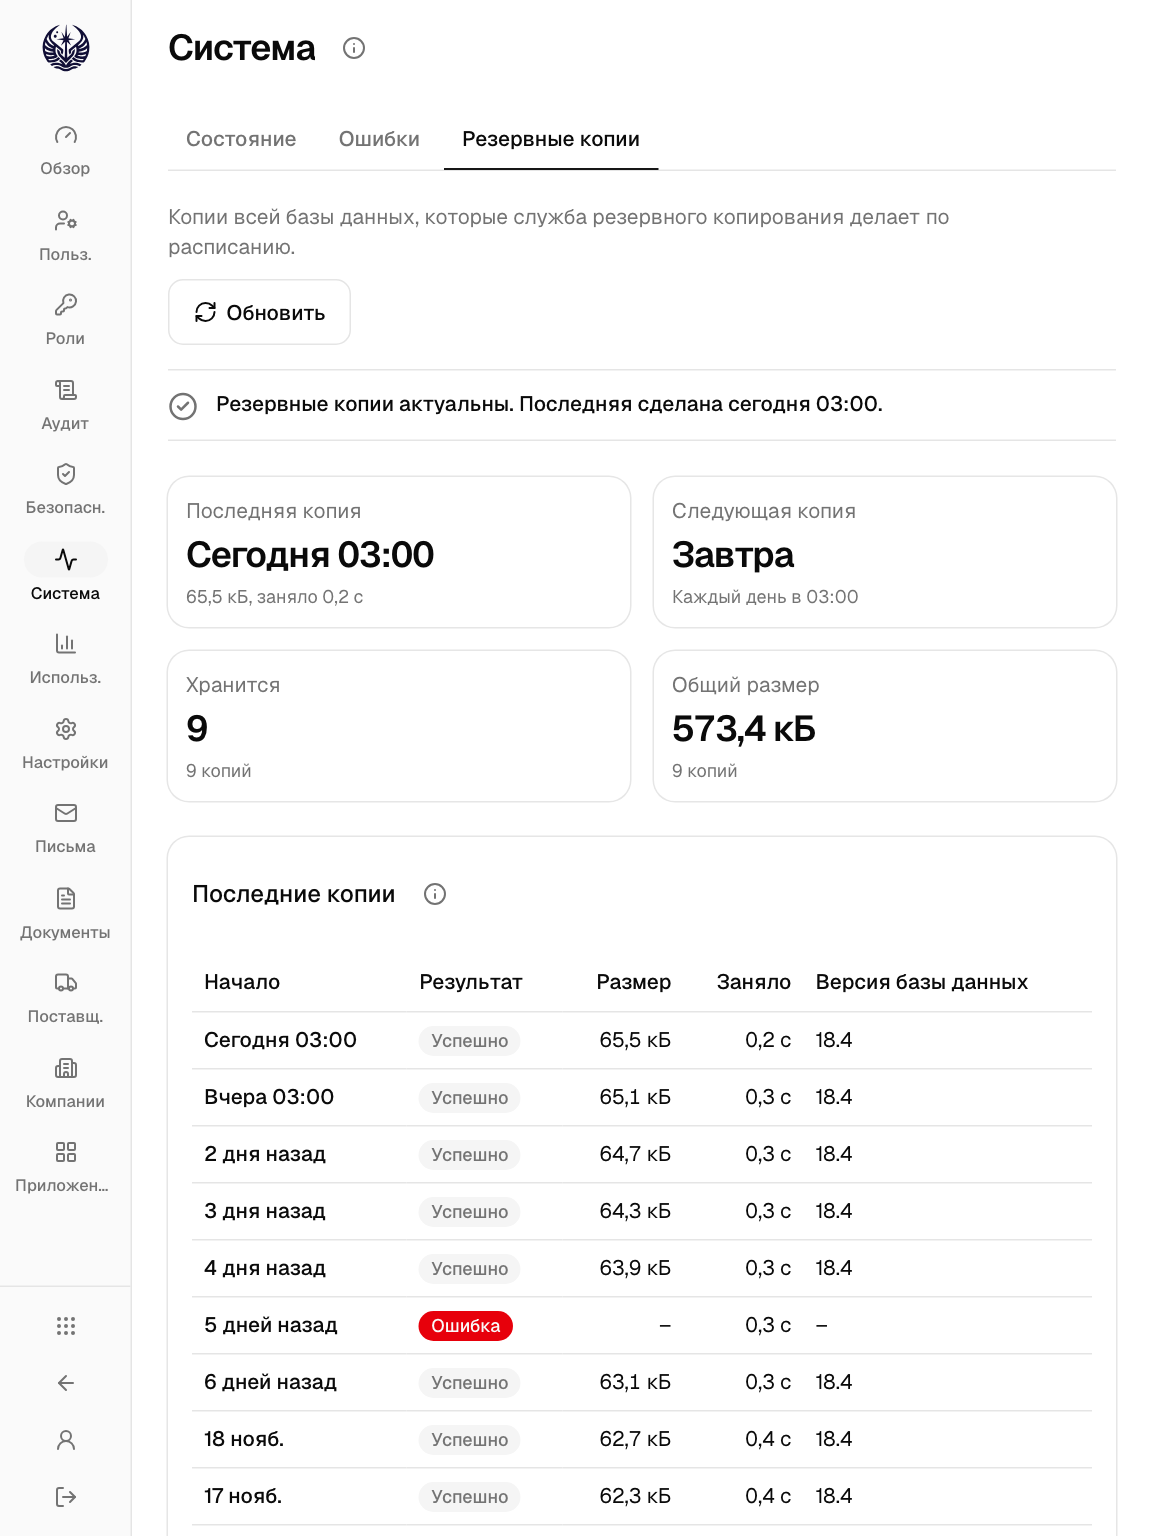 Система
Состояние
Ошибки
Резервные копии
Копии всей базы данных, которые служба резервного копирования делает по
расписанию.
Обновить
Резервные копии актуальны. Последняя сделана сегодня 03:00.
Последняя копия
Сегодня 03:00
65,5 кБ, заняло 0,2 с
Следующая копия
Завтра
Каждый день в 03:00
Хранится
9
9 копий
Общий размер
573,4 кБ
9 копий
Последние копии
Начало Результат Размер Заняло Версия базы данных
Сегодня 03:00 Успешно 65,5 кБ 0,2 с 18.4
Вчера 03:00 Успешно 65,1 кБ 0,3 с 18.4
2 дня назад Успешно 64,7 кБ 0,3 с 18.4
3 дня назад Успешно 64,3 кБ 0,3 с 18.4
4 дня назад Успешно 63,9 кБ 0,3 с 18.4
5 дней назад Ошибка – 0,3 с –
6 дней назад Успешно 63,1 кБ 0,3 с 18.4
18 нояб. Успешно 62,7 кБ 0,4 с 18.4
17 нояб. Успешно 62,3 кБ 0,4 с 18.4
Обзор
Польз.
Роли
Аудит
Безопасн.
Система
Использ.
Настройки
Письма
Документы
Поставщ.
Компании
Приложен...